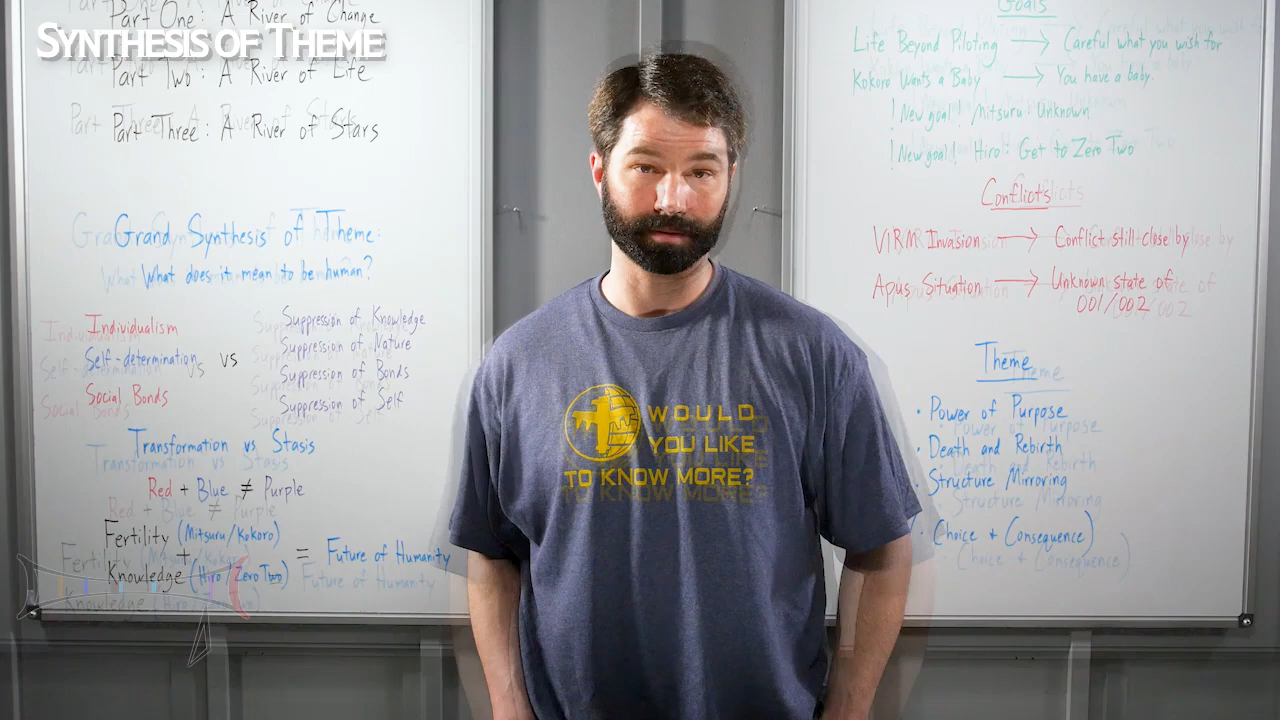 SYNTHESIS OF THEME
Part One: A River of Change
Part Two: A River of Life
Part Three: A River of Stars
Grand Synthesis of Theme:
What does it mean to be human?
Individualism
Self-determination
Social Bonds
vs
Suppression of Knowledge
Suppression of Nature
Suppression of Bonds
Suppression of Self
Transformation vs Stasis
Red + Blue ≠ Purple
Fertility (Mitsuru/Kokoro)
+
Knowledge (Hiro/Zero Two)
= Future of Humanity
WOULD
YOU LIKE
TO KNOW MORE?
Goals
Life Beyond Piloting → Careful what you wish for
Kokoro Wants a Baby → You have a baby
! New goal! Mitsuru: Unknown
! New goal! Hiro: Get to Zero Two
Conflicts
VIRM Invasion → Conflict still close by
Apus Situation → Unknown state of
001/002
Theme
• Power of Purpose
• Death and Rebirth
• Structure Mirroring
• (Choice + Consequence)